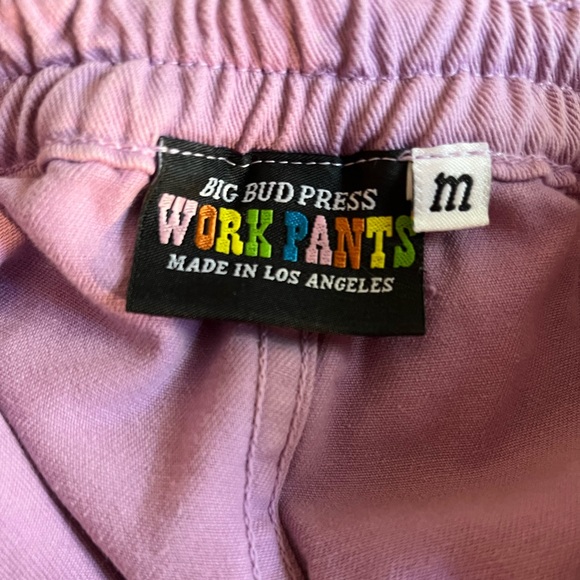 BIG BUD PRESS
WORK PANTS
MADE IN LOS ANGELES
m